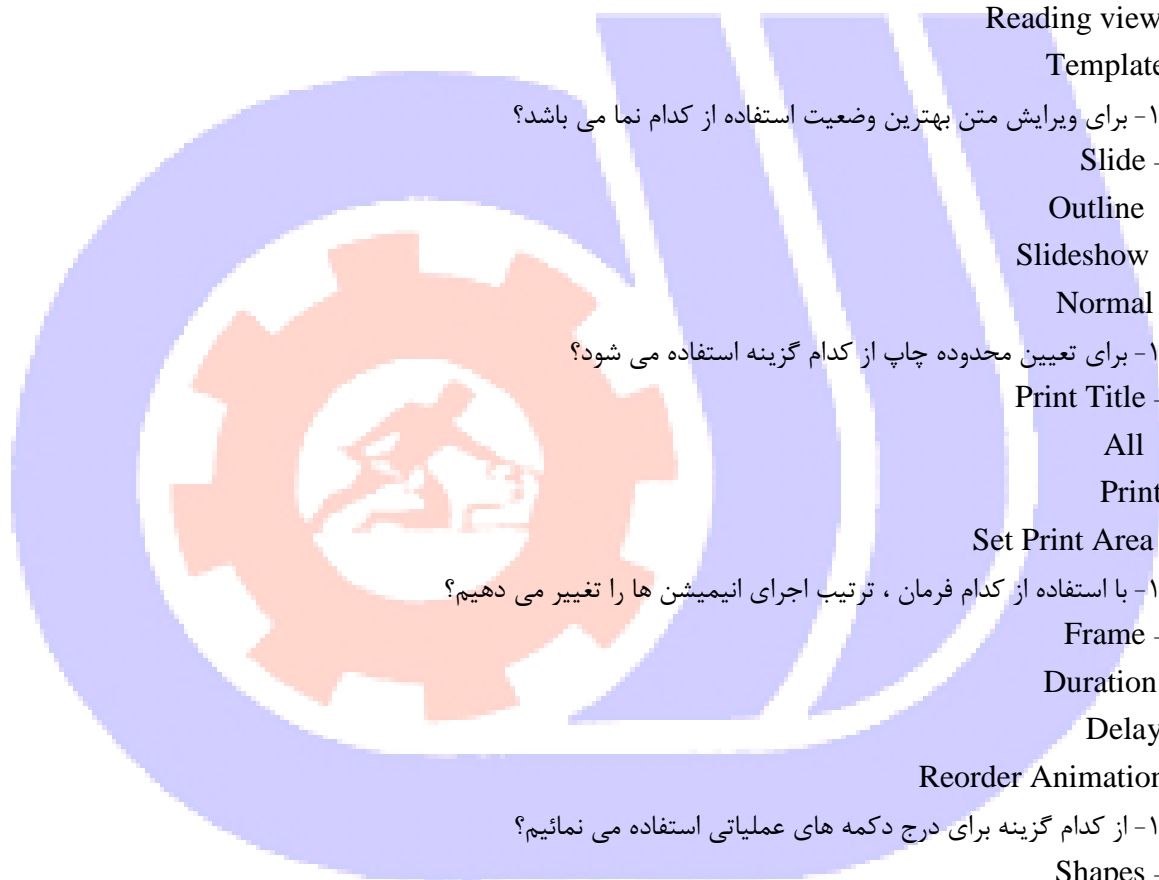 Reading view
Template
۱- برای ویرایش متن بهترین وضعیت استفاده از کدام نما می باشد؟
Slide -
Outline
Slideshow
Normal
۱- برای تعیین محدوده چاپ از کدام گزینه استفاده می شود؟
Print Title -
All
Print
Set Print Area
۱- با استفاده از کدام فرمان ، ترتیب اجرای انیمیشن ها را تغییر می دهیم؟
Frame -
Duration
Delay
Reorder Animation
۱- از کدام گزینه برای درج دکمه های عملیاتی استفاده می نمائیم؟
Shapes -